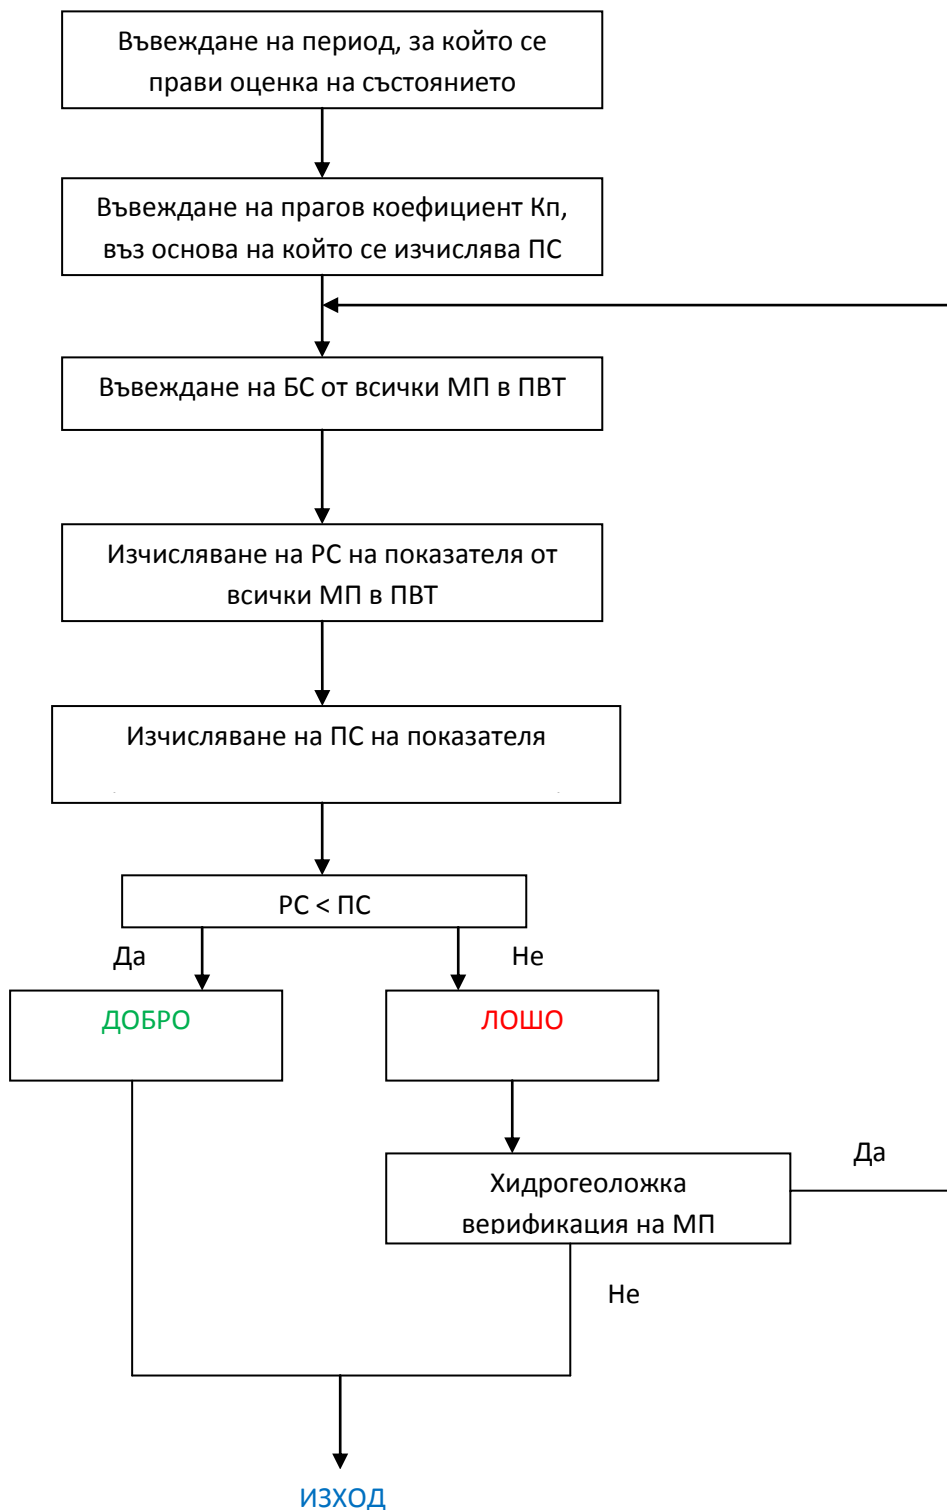 Въвеждане на период, за който се
прави оценка на състоянието
Въвеждане на прагов коефициент Кп,
въз основа на който се изчислява ПС
Въвеждане на БС от всички МП в ПВТ
Изчисляване на РС на показателя от
всички МП в ПВТ
Изчисляване на ПС на показателя
РС < ПС
Да
Не
ДОБРО
ЛОШО
Да
Хидрогеоложка
верификация на МП
Не
ИЗХОД